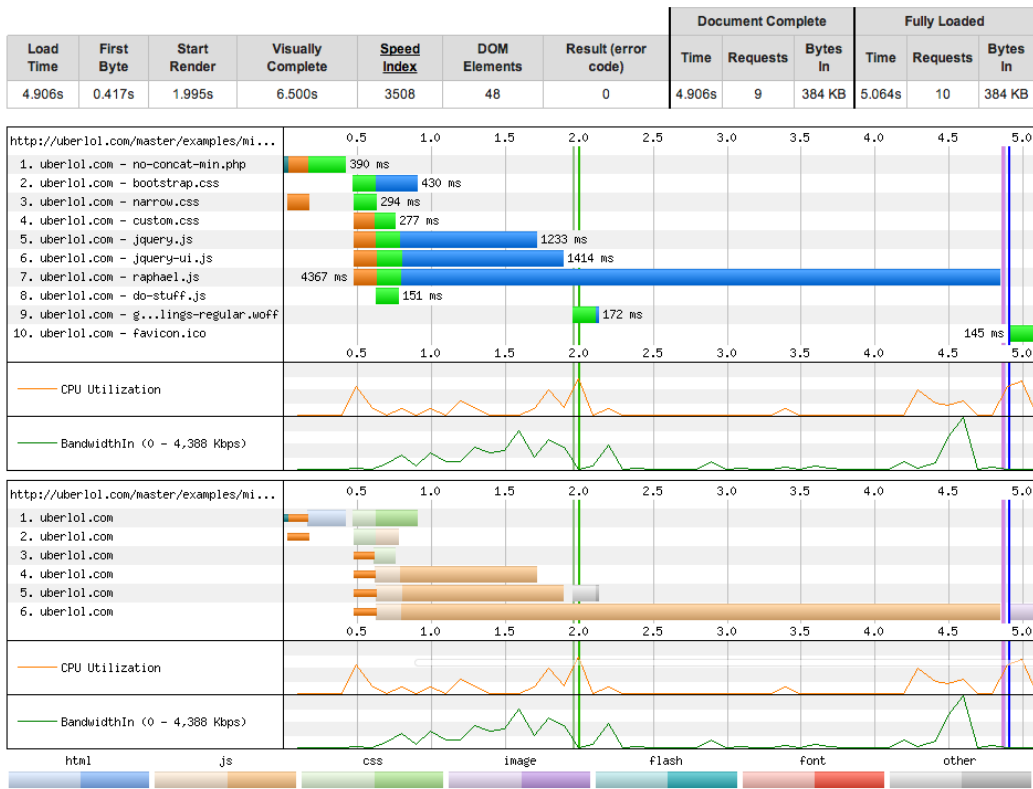 Document Complete Fully Loaded
Load Time First Byte Start Render Visually Complete Speed Index DOM Elements Result (error code) Time Requests Bytes In Time Requests Bytes In
4.906s 0.417s 1.995s 6.500s 3508 48 0 4.906s 9 384 KB 5.064s 10 384 KB
http://uberlol.com/master/examples/mi... 0.5 1.0 1.5 2.0 2.5 3.0 3.5 4.0 4.5 5.0
1. uberlol.com - no-concat-min.php 390 ms
2. uberlol.com - bootstrap.css 430 ms
3. uberlol.com - narrow.css 294 ms
4. uberlol.com - custom.css 277 ms
5. uberlol.com - jquery.js 1233 ms
6. uberlol.com - jquery-ui.js 1414 ms
7. uberlol.com - raphael.js 4367 ms
8. uberlol.com - do-stuff.js 151 ms
9. uberlol.com - g...lings-regular.woff 172 ms
10. uberlol.com - favicon.ico 145 ms
0.5 1.0 1.5 2.0 2.5 3.0 3.5 4.0 4.5 5.0
CPU Utilization
BandwidthIn (0 - 4,388 Kbps)
http://uberlol.com/master/examples/mi... 0.5 1.0 1.5 2.0 2.5 3.0 3.5 4.0 4.5 5.0
1. uberlol.com
2. uberlol.com
3. uberlol.com
4. uberlol.com
5. uberlol.com
6. uberlol.com
0.5 1.0 1.5 2.0 2.5 3.0 3.5 4.0 4.5 5.0
CPU Utilization
BandwidthIn (0 - 4,388 Kbps)
html js css image flash font other